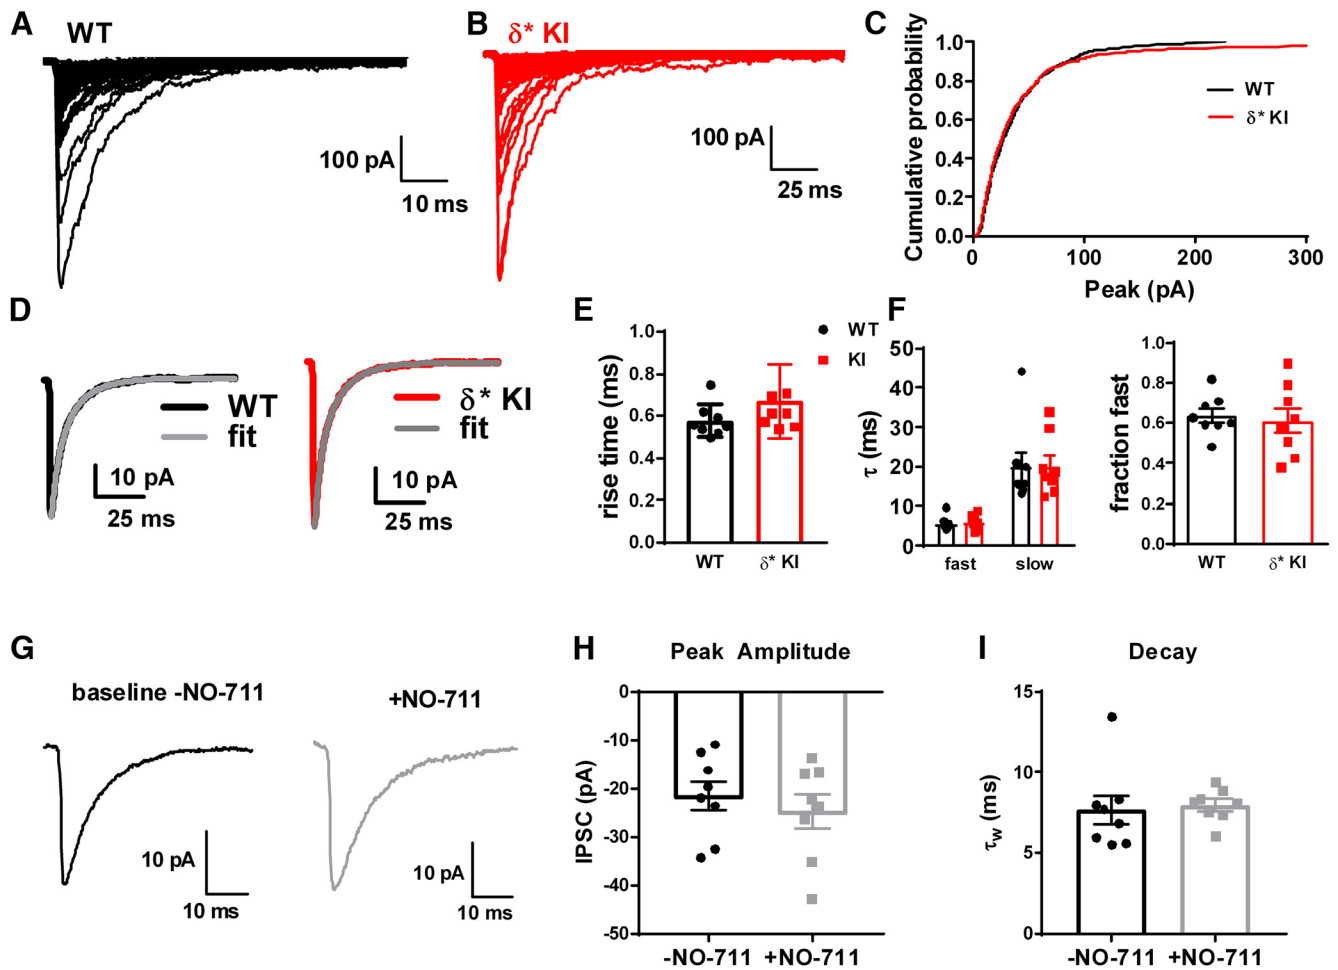 A
WT
100 pA
10 ms
B
δ* KI
100 pA
25 ms
C
Cumulative probability
1.0
0.8
0.6
0.4
0.2
0.0
0
100
200
300
Peak (pA)
WT
δ* KI
D
WT
fit
10 pA
25 ms
δ* KI
fit
10 pA
25 ms
E
rise time (ms)
1.0
0.8
0.6
0.4
0.2
0.0
WT
δ* KI
WT
KI
F
τ (ms)
50
40
30
20
10
0
fast
slow
fraction fast
1.0
0.8
0.6
0.4
0.2
0.0
WT
δ* KI
G
baseline -NO-711
10 pA
10 ms
+NO-711
10 pA
10 ms
H
Peak Amplitude
IPSC (pA)
0
-10
-20
-30
-40
-50
-NO-711
+NO-711
I
Decay
τw (ms)
15
10
5
0
-NO-711
+NO-711